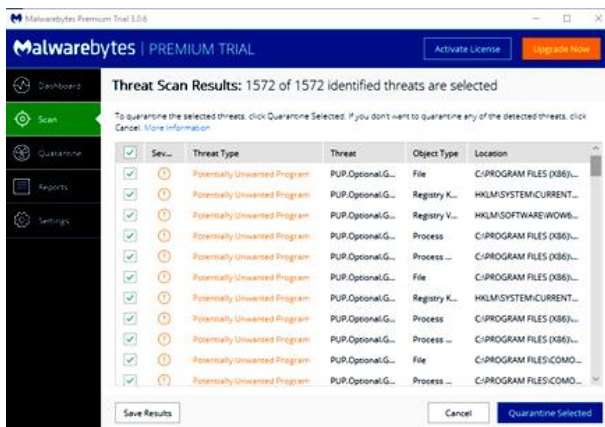 Malwarebytes Premium Trial 3.0.6
Malwarebytes | PREMIUM TRIAL
Activate License
Upgrade Now
Dashboard
Scan
Quarantine
Reports
Settings
Threat Scan Results: 1572 of 1572 identified threats are selected
To quarantine the selected threats, click Quarantine Selected. If you don't want to quarantine any of the detected threats, click
Cancel. More Information
Sev... Threat Type Threat Object Type Location
Potentially Unwanted Program PUP.Optional.G... File C:\PROGRAM FILES (X86)\...
Potentially Unwanted Program PUP.Optional.G... Registry K... HKLM\SYSTEM\CURRENT...
Potentially Unwanted Program PUP.Optional.G... Registry V... HKLM\SOFTWARE\WOW6...
Potentially Unwanted Program PUP.Optional.G... Process C:\PROGRAM FILES (X86)\...
Potentially Unwanted Program PUP.Optional.G... Process ... C:\PROGRAM FILES (X86)\...
Potentially Unwanted Program PUP.Optional.G... File C:\PROGRAM FILES (X86)\...
Potentially Unwanted Program PUP.Optional.G... Registry K... HKLM\SYSTEM\CURRENT...
Potentially Unwanted Program PUP.Optional.G... Process C:\PROGRAM FILES (X86)\...
Potentially Unwanted Program PUP.Optional.G... Process ... C:\PROGRAM FILES (X86)\...
Potentially Unwanted Program PUP.Optional.G... File C:\PROGRAM FILES\COMO...
Potentially Unwanted Program PUP.Optional.G... Process ... C:\PROGRAM FILES\COMO...
Save Results
Cancel
Quarantine Selected